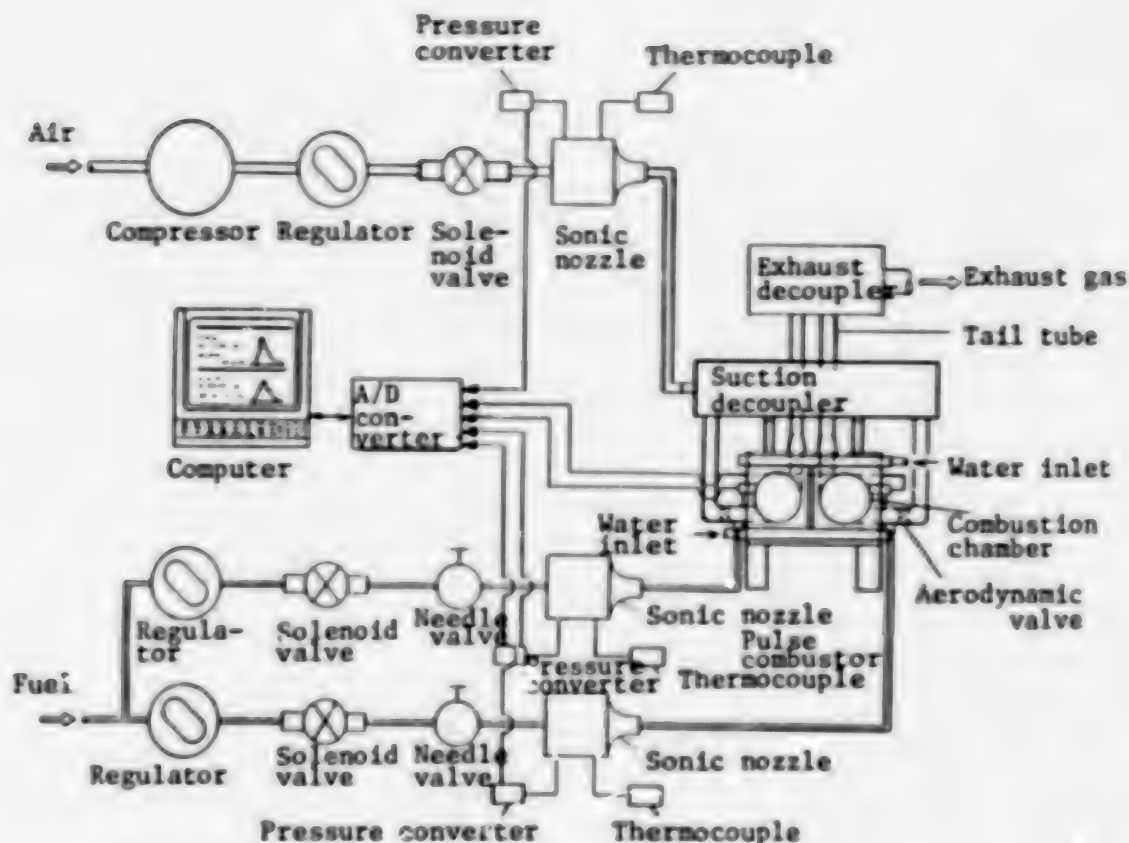 Pressure
converter
Thermocouple
Air
Compressor
Regulator
Sole-
noid
valve
Sonic
nozzle
Exhaust
decoupler
Exhaust gas
Tail tube
Suction
decoupler
A/D
con-
verter
Computer
Water inlet
Water
inlet
Combustion
chamber
Aerodynamic
valve
Regula-
tor
Solenoid
valve
Needle
valve
Sonic nozzle
Pulse
combustor
Pressure
converter
Thermocouple
Fuel
Regulator
Solenoid
valve
Needle
valve
Sonic nozzle
Pressure converter
Thermocouple